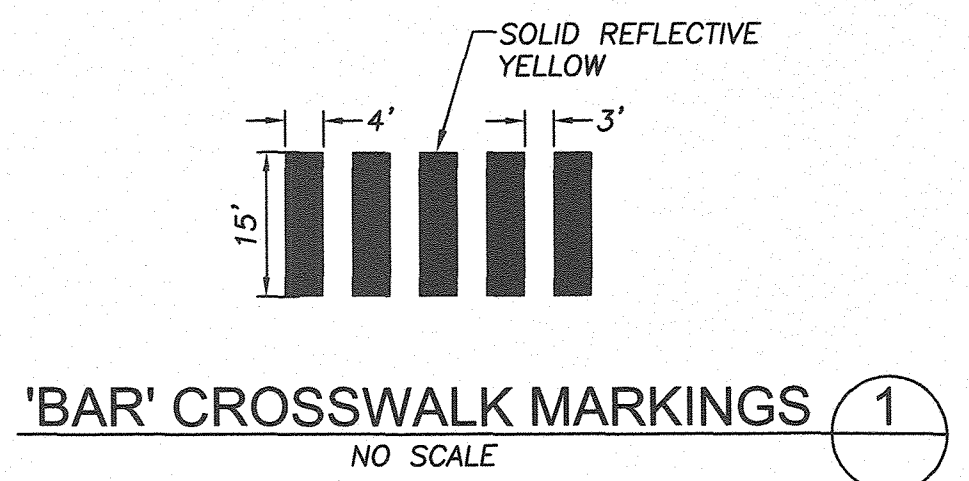 SOLID REFLECTIVE
YELLOW
4'
3'
15'
'BAR' CROSSWALK MARKINGS
1
NO SCALE